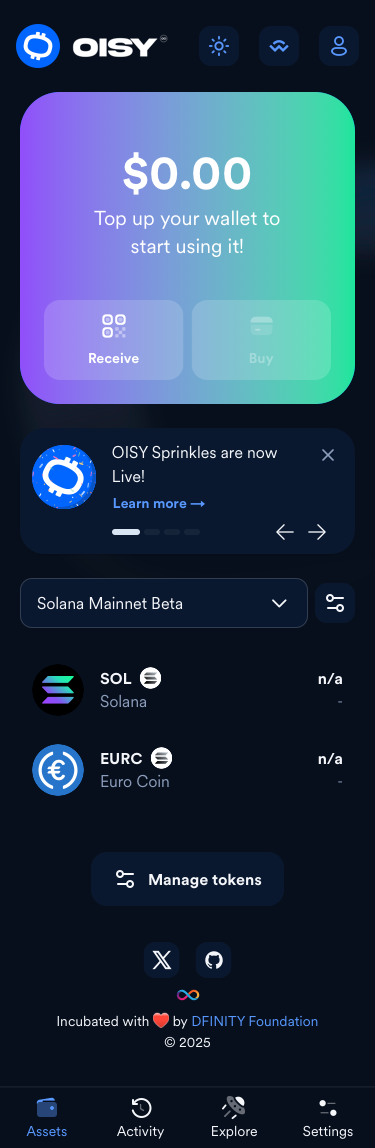 OISY
$0.00
Top up your wallet to
start using it!
Receive
Buy
OISY Sprinkles are now
Live!
Learn more →
Solana Mainnet Beta
SOL
n/a
Solana
-
EURC
n/a
Euro Coin
-
Manage tokens
Incubated with ❤️ by DFINITY Foundation
© 2025
Assets
Activity
Explore
Settings